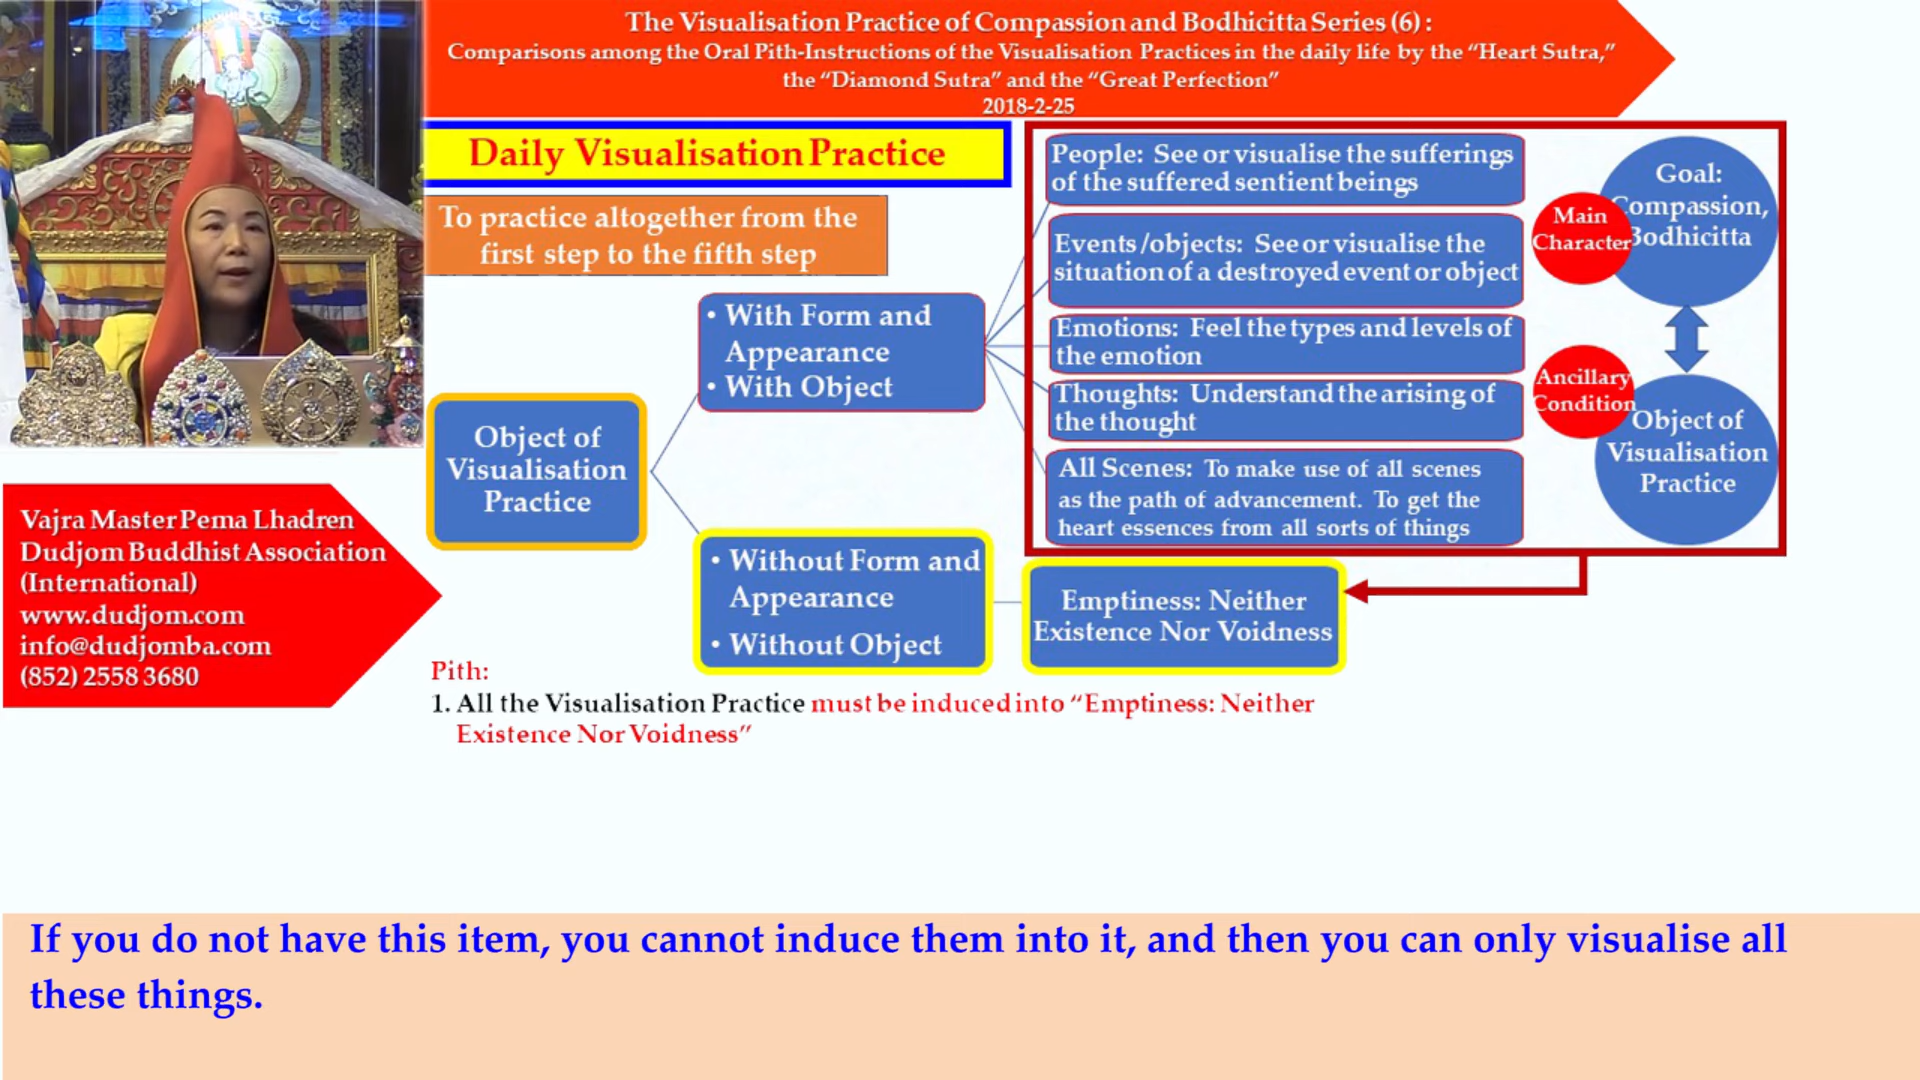 The Visualisation Practice of Compassion and Bodhicitta Series (6) :
Comparisons among the Oral Pith-Instructions of the Visualisation Practices in the daily life by the “Heart Sutra,”
the “Diamond Sutra” and the “Great Perfection”
2018-2-25
Daily Visualisation Practice
To practice altogether from the
first step to the fifth step
Object of
Visualisation
Practice
• With Form and
Appearance
• With Object
• Without Form and
Appearance
• Without Object
People: See or visualise the sufferings
of the suffered sentient beings
Events /objects: See or visualise the
situation of a destroyed event or object
Emotions: Feel the types and levels of
the emotion
Thoughts: Understand the arising of
the thought
All Scenes: To make use of all scenes
as the path of advancement. To get the
heart essences from all sorts of things
Main
Character
Goal:
Compassion,
Bodhicitta
Ancillary
Condition
Object of
Visualisation
Practice
Emptiness: Neither
Existence Nor Voidness
Vajra Master Pema Lhadren
Dudjom Buddhist Association
(International)
www.dudjom.com
info@dudjomba.com
(852) 2558 3680
Pith:
1. All the Visualisation Practice must be induced into “Emptiness: Neither
Existence Nor Voidness”
If you do not have this item, you cannot induce them into it, and then you can only visualise all
these things.